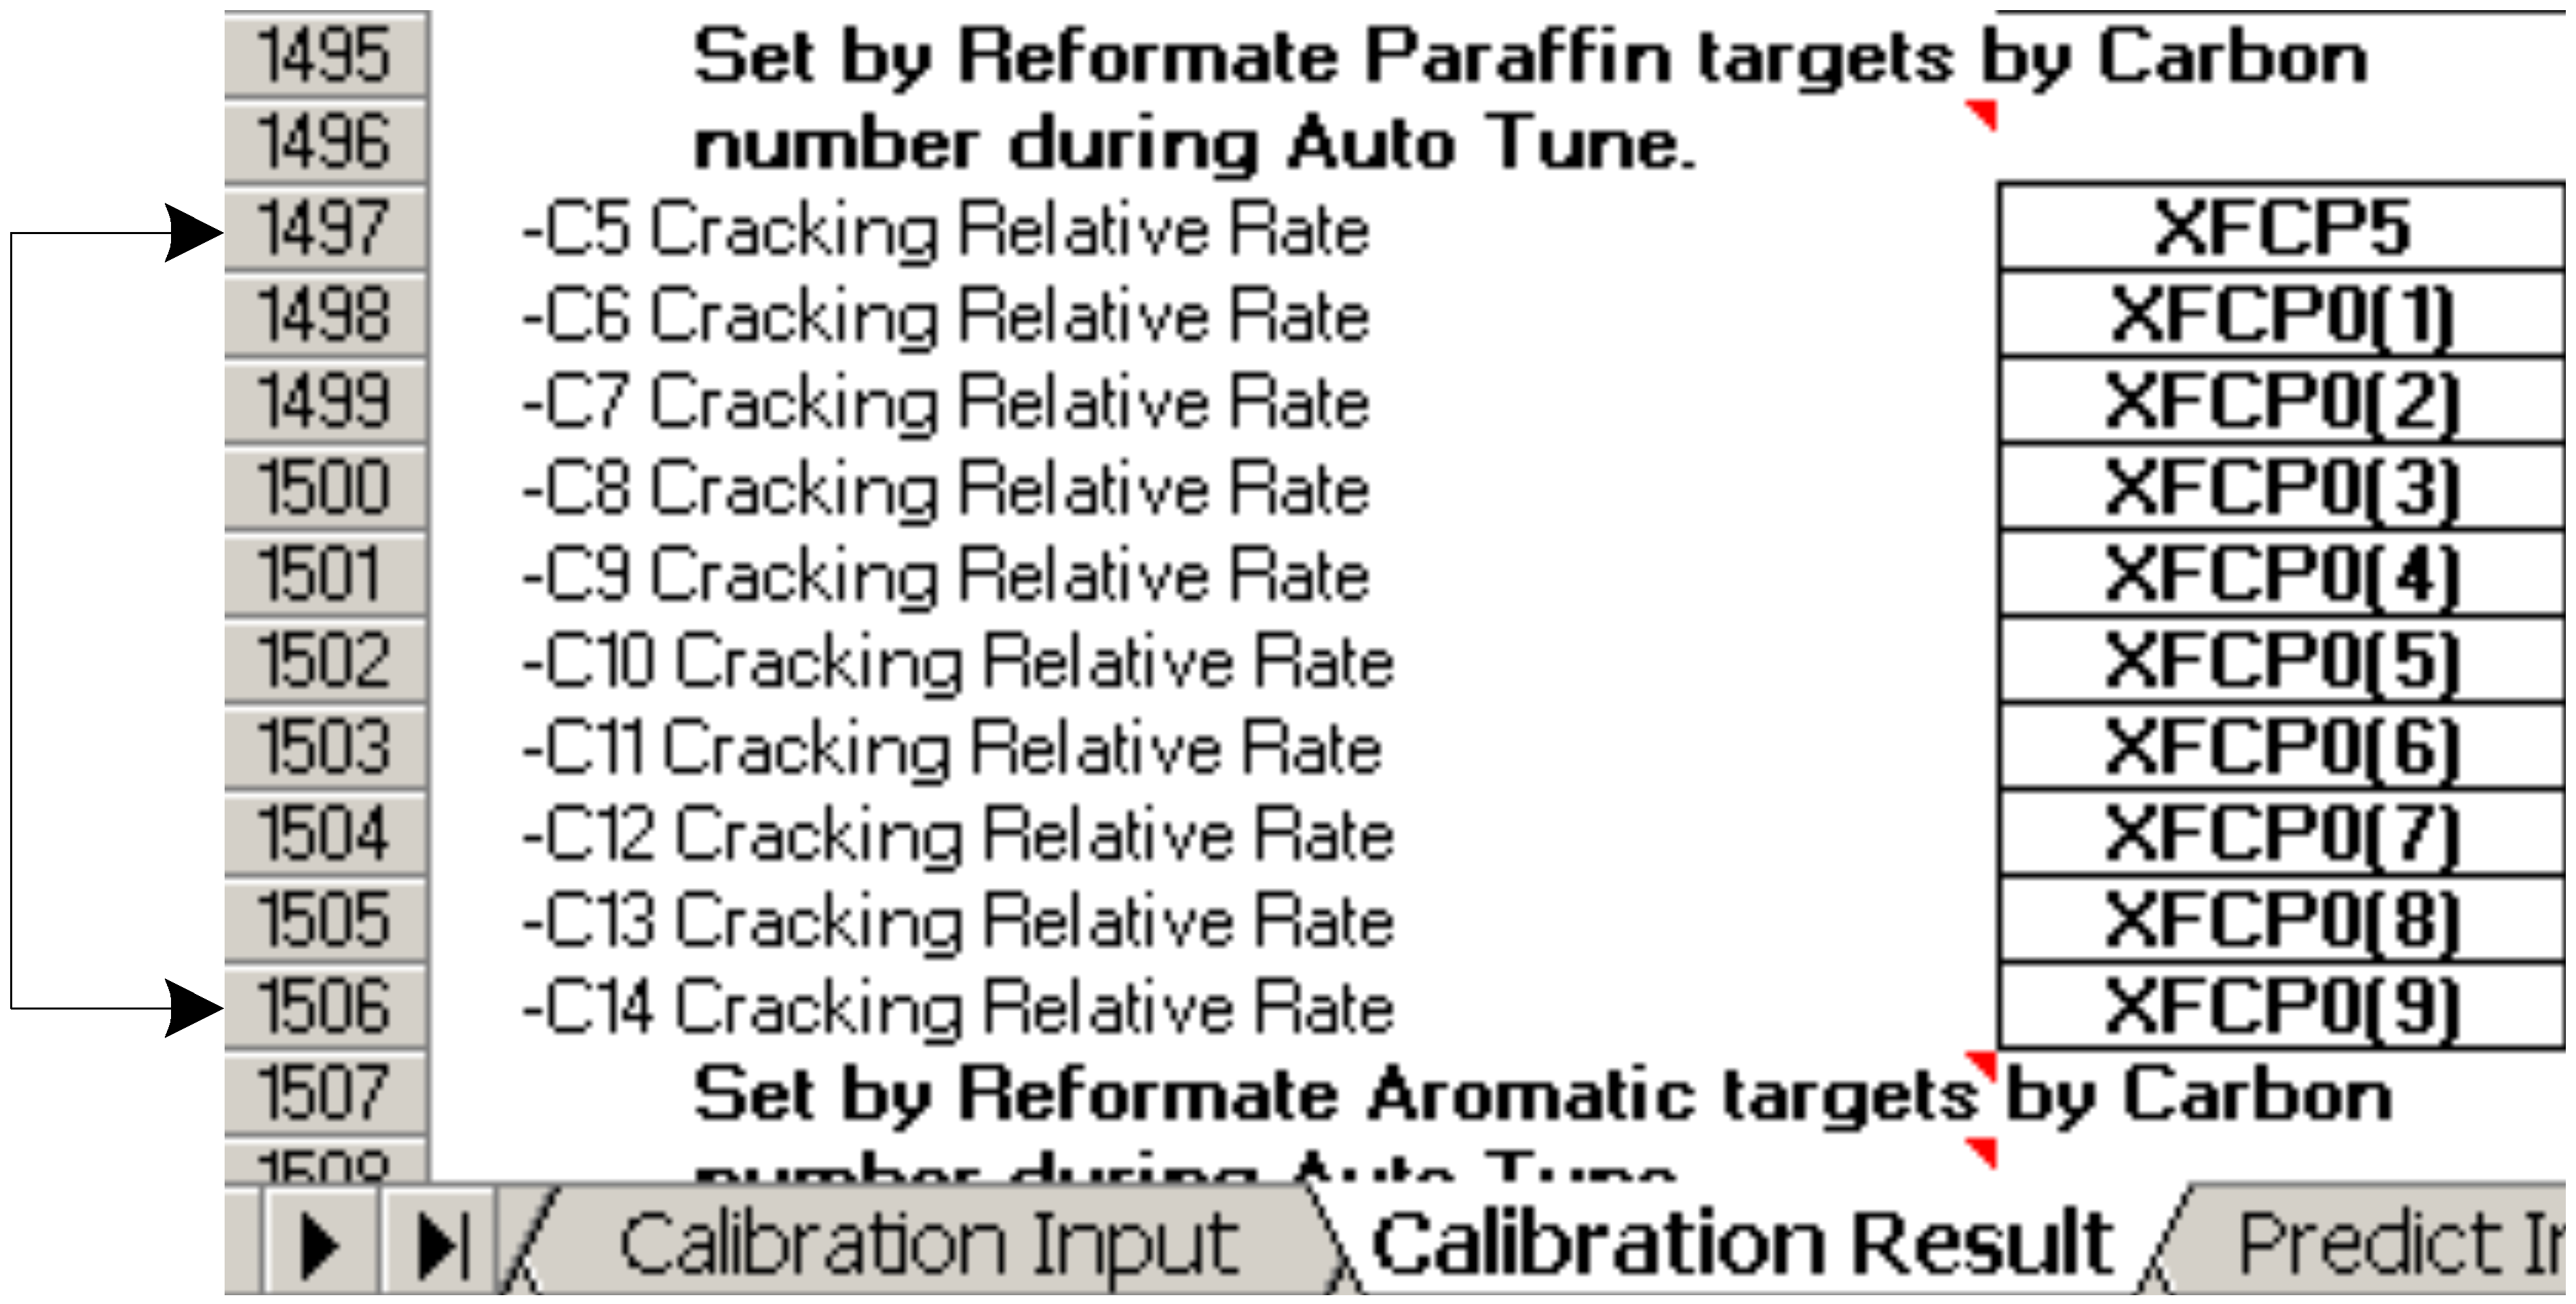 1495 Set by Reformate Paraffin targets by Carbon
1496 number during Auto Tune.
1497 -C5 Cracking Relative Rate XFCP5
1498 -C6 Cracking Relative Rate XFCP0(1)
1499 -C7 Cracking Relative Rate XFCP0(2)
1500 -C8 Cracking Relative Rate XFCP0(3)
1501 -C9 Cracking Relative Rate XFCP0(4)
1502 -C10 Cracking Relative Rate XFCP0(5)
1503 -C11 Cracking Relative Rate XFCP0(6)
1504 -C12 Cracking Relative Rate XFCP0(7)
1505 -C13 Cracking Relative Rate XFCP0(8)
1506 -C14 Cracking Relative Rate XFCP0(9)
1507 Set by Reformate Aromatic targets by Carbon
1508 number during Auto Tune
Calibration Input Calibration Result Predict